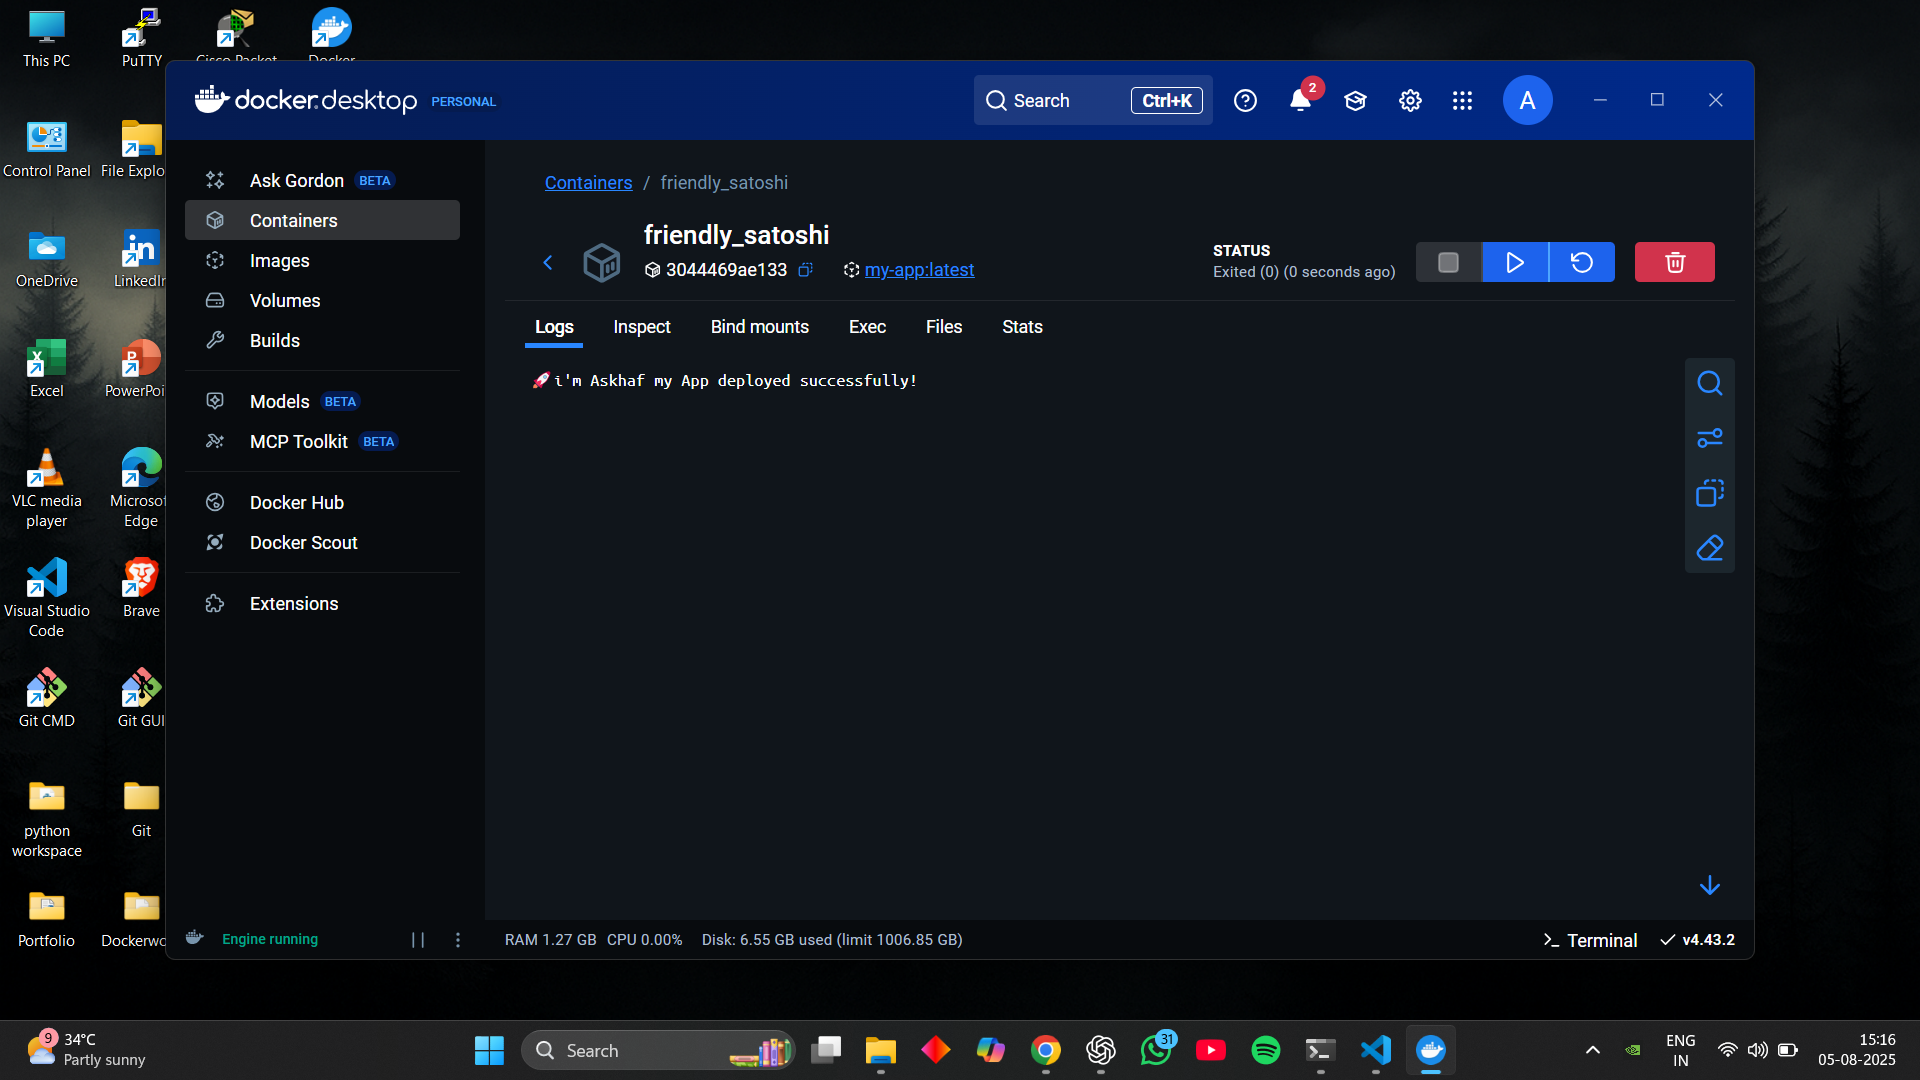 This PC
PuTTY
Cisco Packet
Docker
Control Panel
File Explo
OneDrive
LinkedIn
Excel
PowerPoi
VLC media
player
Microsof
Edge
Visual Studio
Code
Brave
Git CMD
Git GUI
python
workspace
Git
Portfolio
Dockerwo
docker.desktop PERSONAL
Search Ctrl+K
2
A
Ask Gordon BETA
Containers
Images
Volumes
Builds
Models BETA
MCP Toolkit BETA
Docker Hub
Docker Scout
Extensions
Containers / friendly_satoshi
friendly_satoshi
3044469ae133 my-app:latest
STATUS
Exited (0) (0 seconds ago)
Logs Inspect Bind mounts Exec Files Stats
🚀i'm Askhaf my App deployed successfully!
Engine running
RAM 1.27 GB CPU 0.00% Disk: 6.55 GB used (limit 1006.85 GB)
Terminal v4.43.2
9
34°C
Partly sunny
Search
31
ENG
IN
15:16
05-08-2025